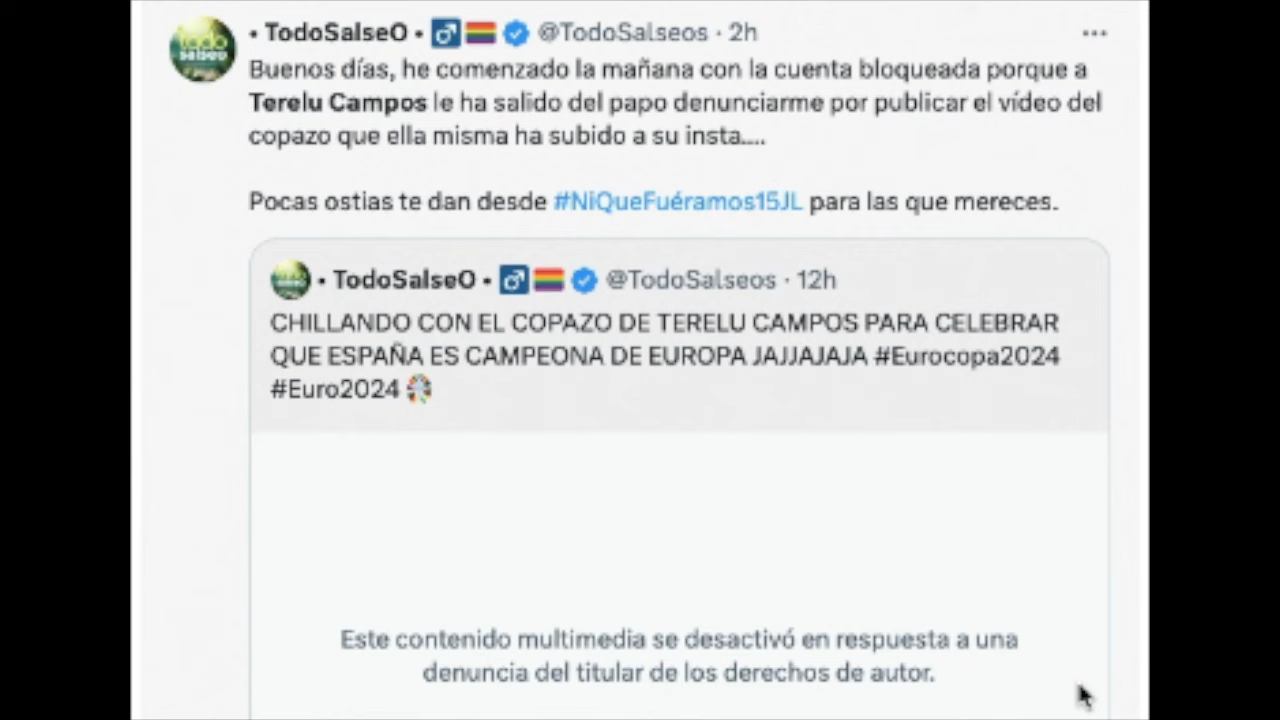 • TodoSalseO • @TodoSalseos · 2h
Buenos días, he comenzado la mañana con la cuenta bloqueada porque a
Terelu Campos le ha salido del papo denunciarme por publicar el vídeo del
copazo que ella misma ha subido a su insta....
Pocas ostias te dan desde #NiQueFuéramos15JL para las que mereces.
• TodoSalseO • @TodoSalseos · 12h
CHILLANDO CON EL COPAZO DE TERELU CAMPOS PARA CELEBRAR
QUE ESPAÑA ES CAMPEONA DE EUROPA JAJJAJAJA #Eurocopa2024
#Euro2024
Este contenido multimedia se desactivó en respuesta a una
denuncia del titular de los derechos de autor.